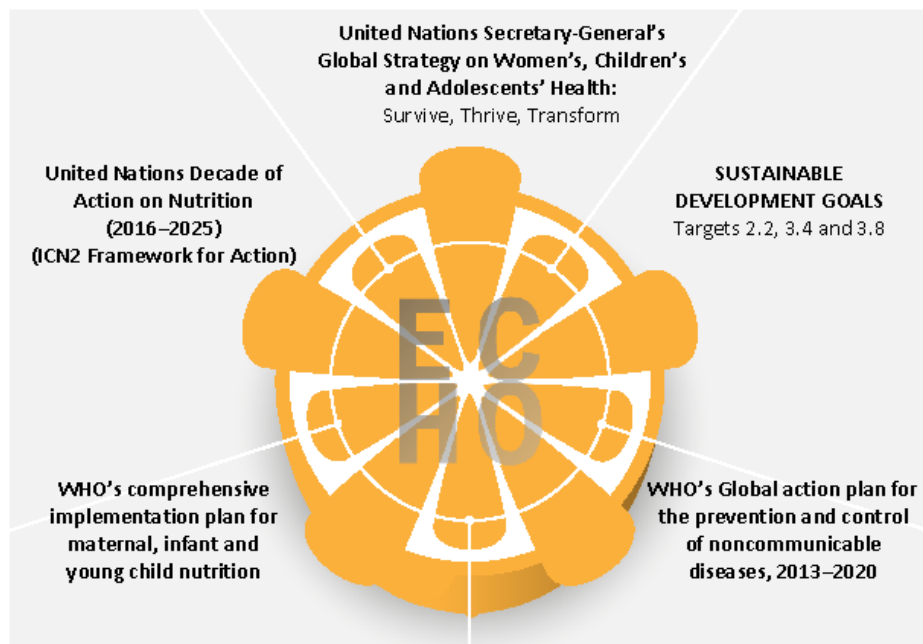 United Nations Secretary-General's
Global Strategy on Women's, Children's
and Adolescents' Health:
Survive, Thrive, Transform
United Nations Decade of
Action on Nutrition
(2016–2025)
(ICN2 Framework for Action)
SUSTAINABLE
DEVELOPMENT GOALS
Targets 2.2, 3.4 and 3.8
EC
HO
WHO's comprehensive
implementation plan for
maternal, infant and
young child nutrition
WHO's Global action plan for
the prevention and control
of noncommunicable
diseases, 2013–2020